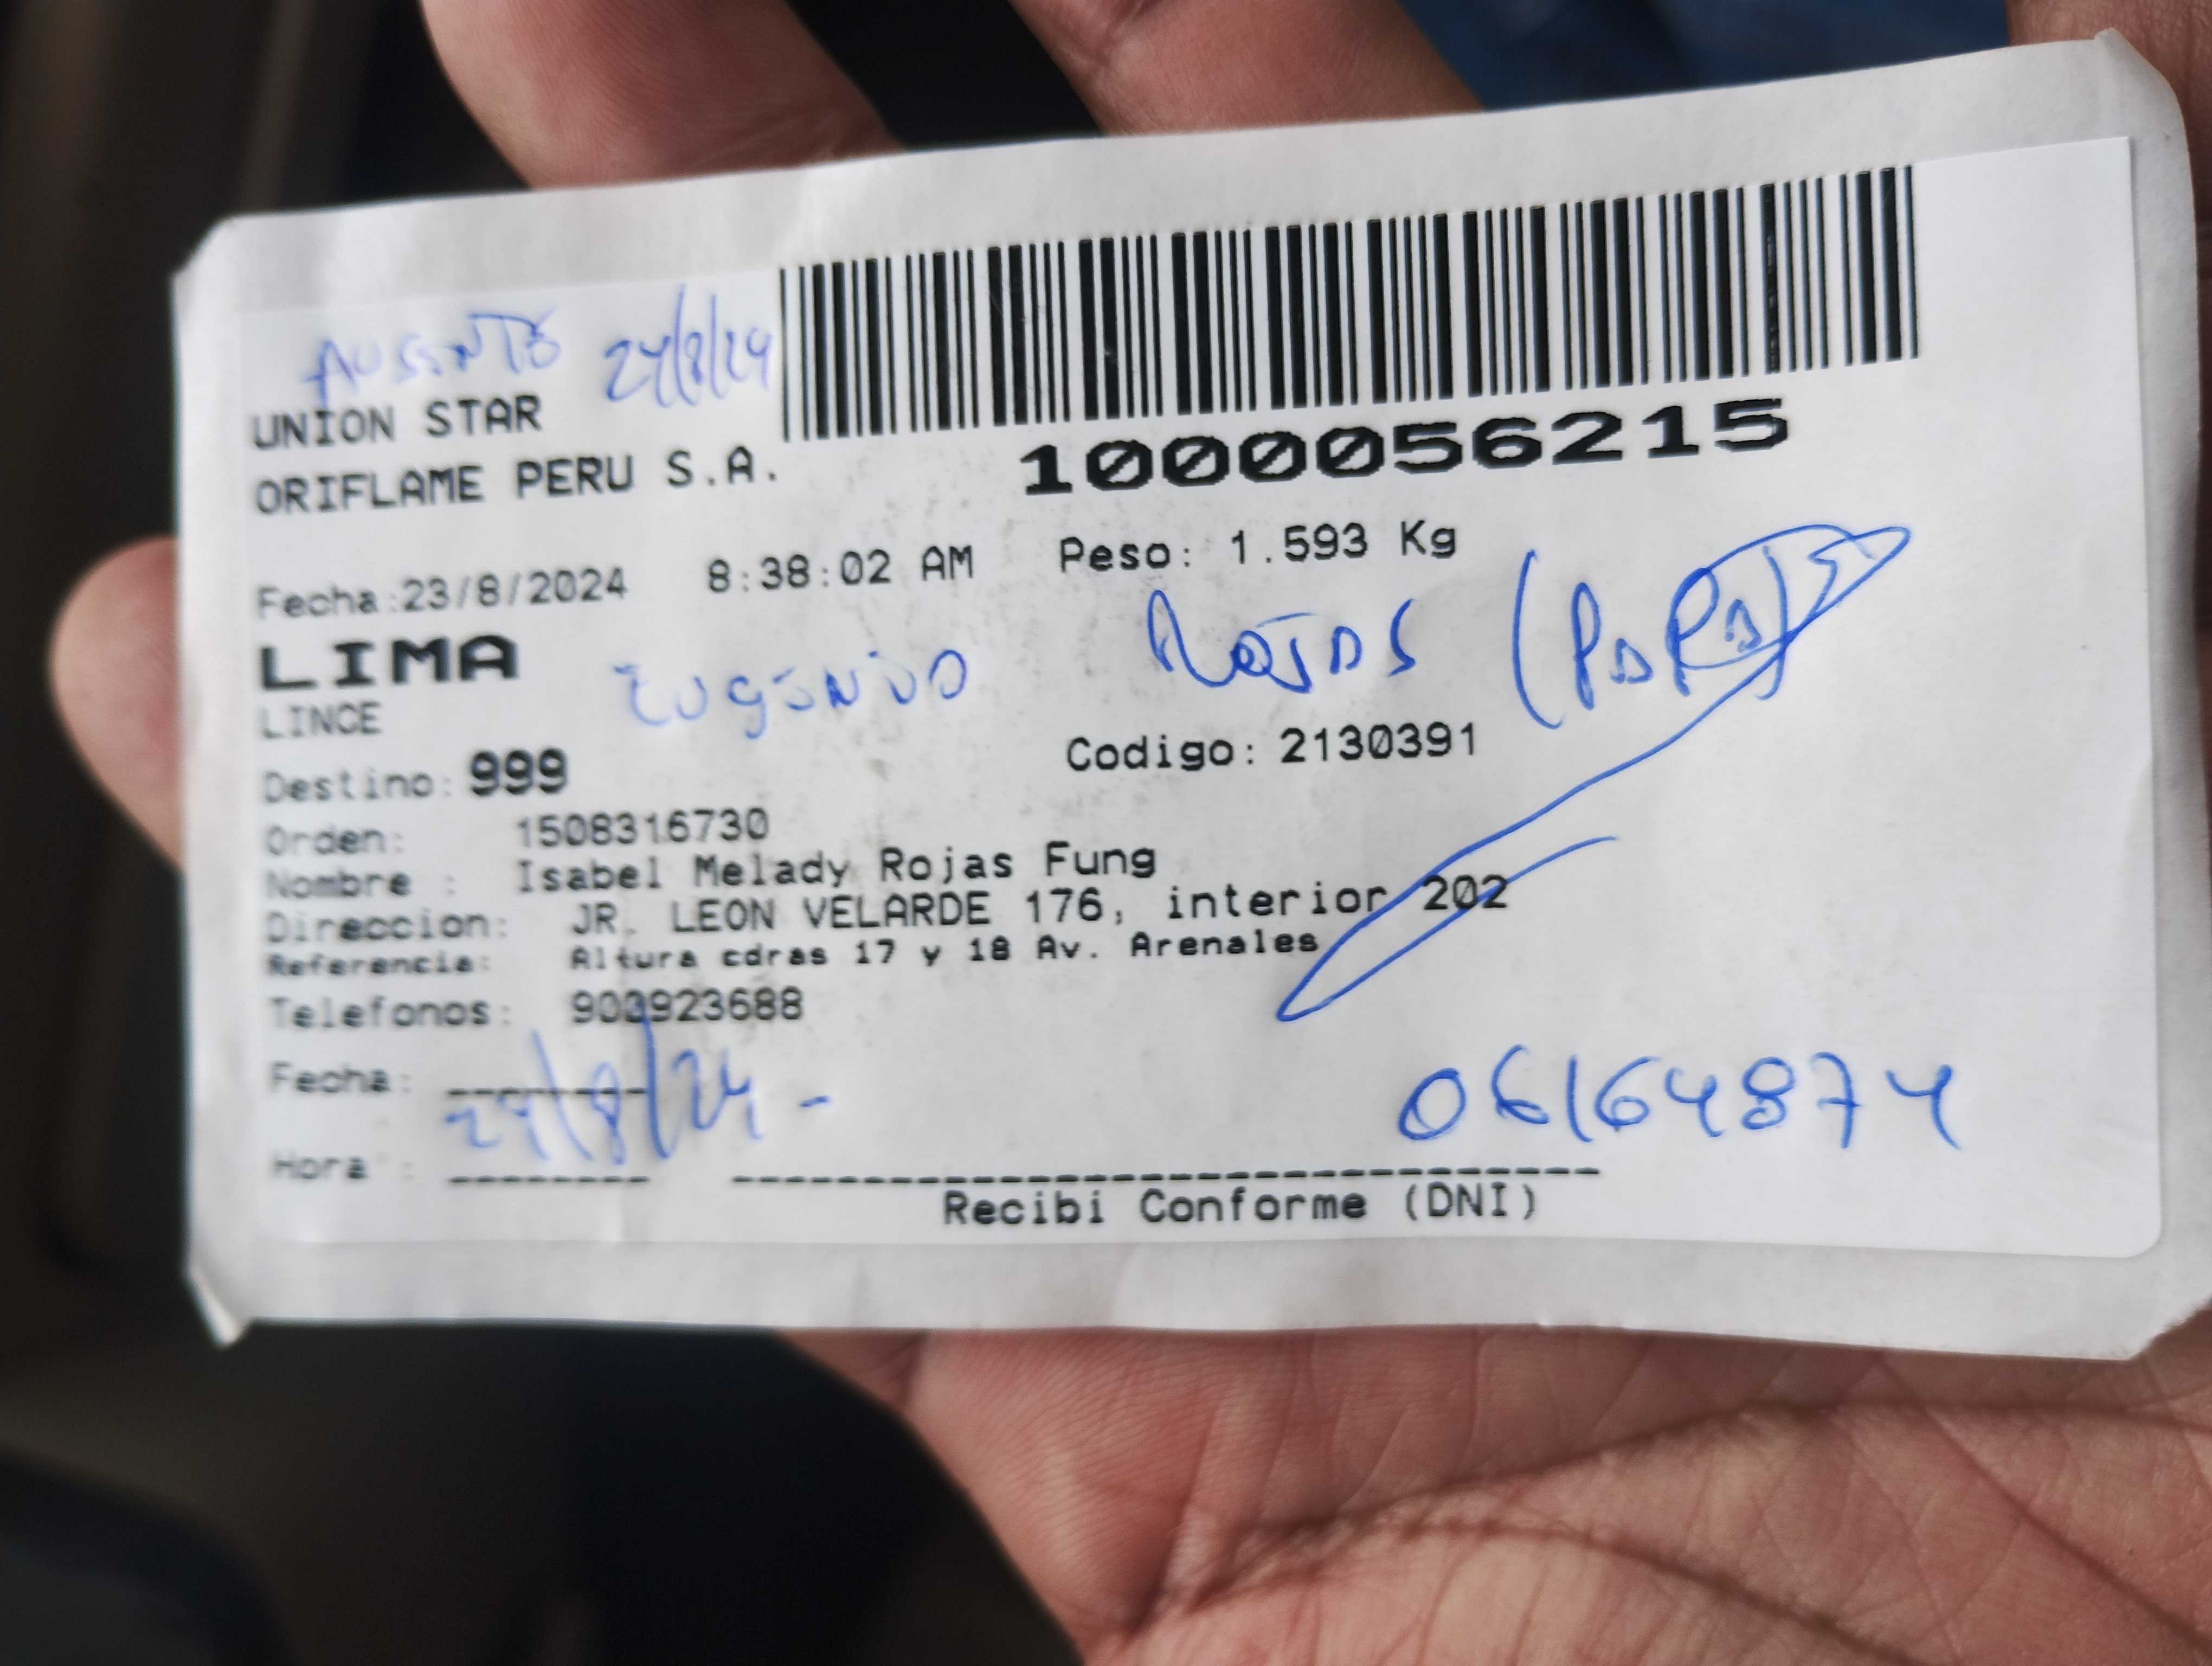 AUSENTE 24/8/24
UNION STAR
ORIFLAME PERU S.A.
1000056215
Fecha:23/8/2024 8:38:02 AM Peso: 1.593 Kg
LIMA
EUGENIO ROJAS (PAPA)
LINCE
Destino: 999 Codigo: 2130391
Orden: 1508316730
Nombre : Isabel Melady Rojas Fung
Direccion: JR. LEON VELARDE 176, interior 202
Referencia: Altura cdras 17 y 18 Av. Arenales
Telefonos: 900923688
Fecha: 24/8/24 -
06164874
Hora :
Recibi Conforme (DNI)